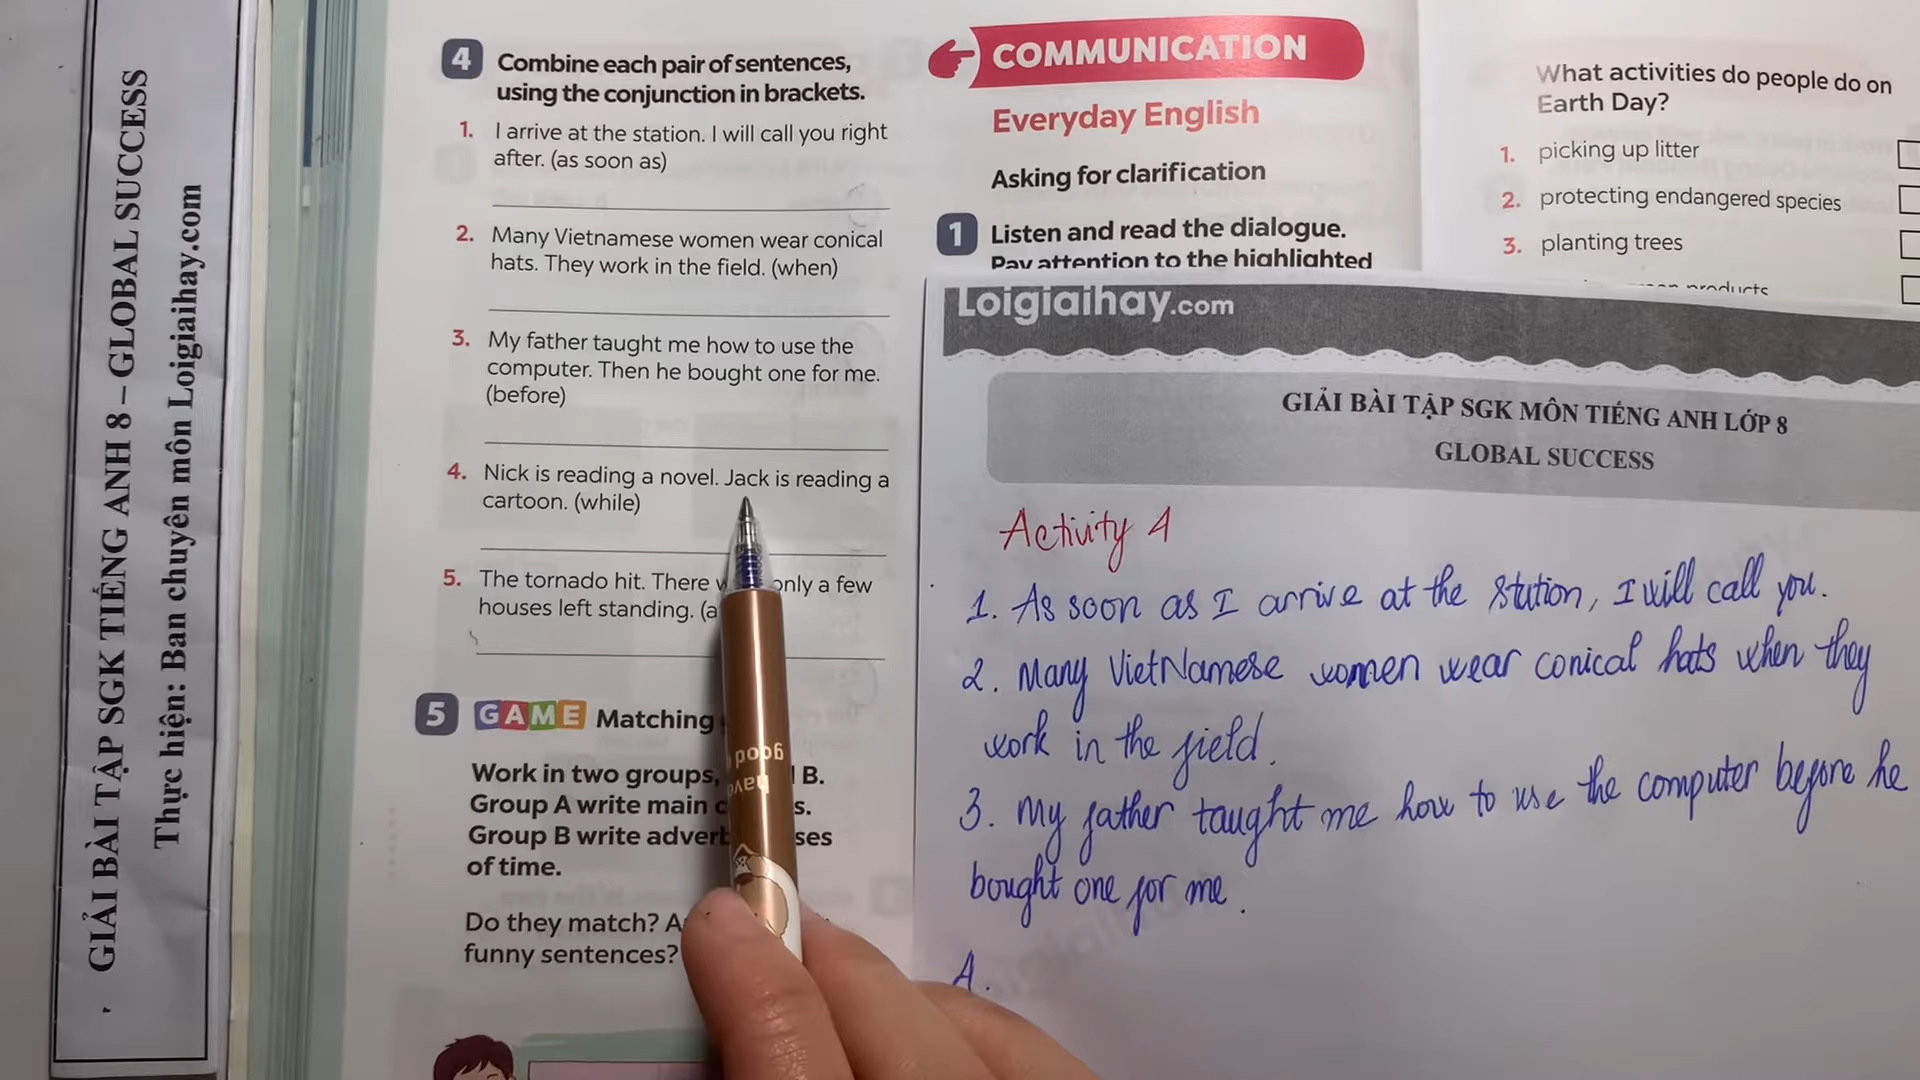 GIẢI BÀI TẬP SGK TIẾNG ANH 8 – GLOBAL SUCCESS
Thực hiện: Ban chuyên môn Loigiaihay.com
4 Combine each pair of sentences,
using the conjunction in brackets.
1. I arrive at the station. I will call you right
after. (as soon as)
2. Many Vietnamese women wear conical
hats. They work in the field. (when)
3. My father taught me how to use the
computer. Then he bought one for me.
(before)
4. Nick is reading a novel. Jack is reading a
cartoon. (while)
5. The tornado hit. There only a few
houses left standing.
5 GAME Matching
Work in two groups, B.
Group A write main
Group B write
of time.
Do they match?
funny sentences?
COMMUNICATION
Everyday English
Asking for clarification
1 Listen and read the dialogue.
Pay attention to the highlighted
What activities do people do on
Earth Day?
1. picking up litter
2. protecting endangered species
3. planting trees
products
Loigiaihay.com
GIẢI BÀI TẬP SGK MÔN TIẾNG ANH LỚP 8
GLOBAL SUCCESS
Activity 4
1. As soon as I arrive at the station, I will call you.
2. Many VietNamese women wear conical hats when they
work in the field.
3. My father taught me how to use the computer before he
bought one for me.
4.
good
have